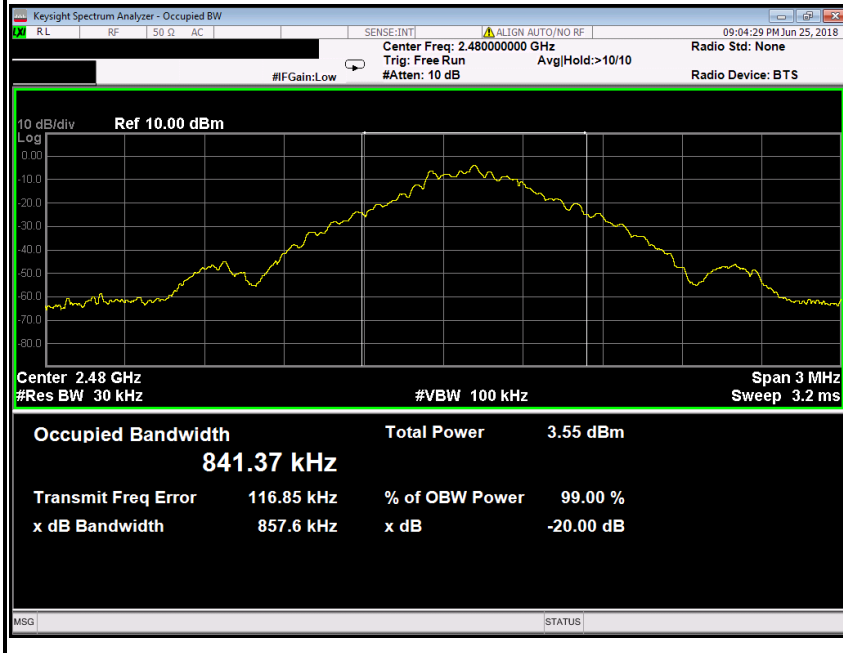 Keysight Spectrum Analyzer - Occupied BW
LXI RL RF 50 Ω AC SENSE:INT ALIGN AUTO/NO RF 09:04:29 PM Jun 25, 2018
Center Freq: 2.480000000 GHz Radio Std: None
Trig: Free Run Avg|Hold:>10/10
#IFGain:Low #Atten: 10 dB Radio Device: BTS
10 dB/div Ref 10.00 dBm
Log
0.00
-10.0
-20.0
-30.0
-40.0
-50.0
-60.0
-70.0
-80.0
Center 2.48 GHz Span 3 MHz
#Res BW 30 kHz #VBW 100 kHz Sweep 3.2 ms
Occupied Bandwidth Total Power 3.55 dBm
841.37 kHz
Transmit Freq Error 116.85 kHz % of OBW Power 99.00 %
x dB Bandwidth 857.6 kHz x dB -20.00 dB
MSG STATUS